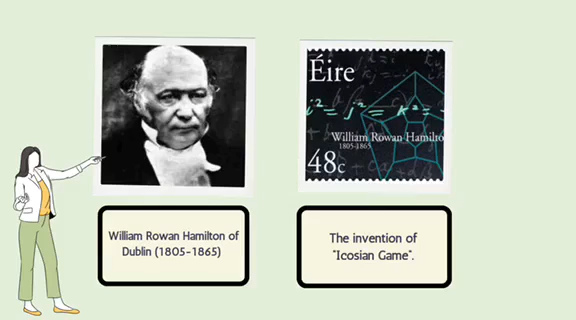 Éire
i² = j² = k² =
William Rowan Hamilto
1805-1865
48c
William Rowan Hamilton of
Dublin (1805-1865)
The invention of
"Icosian Game".